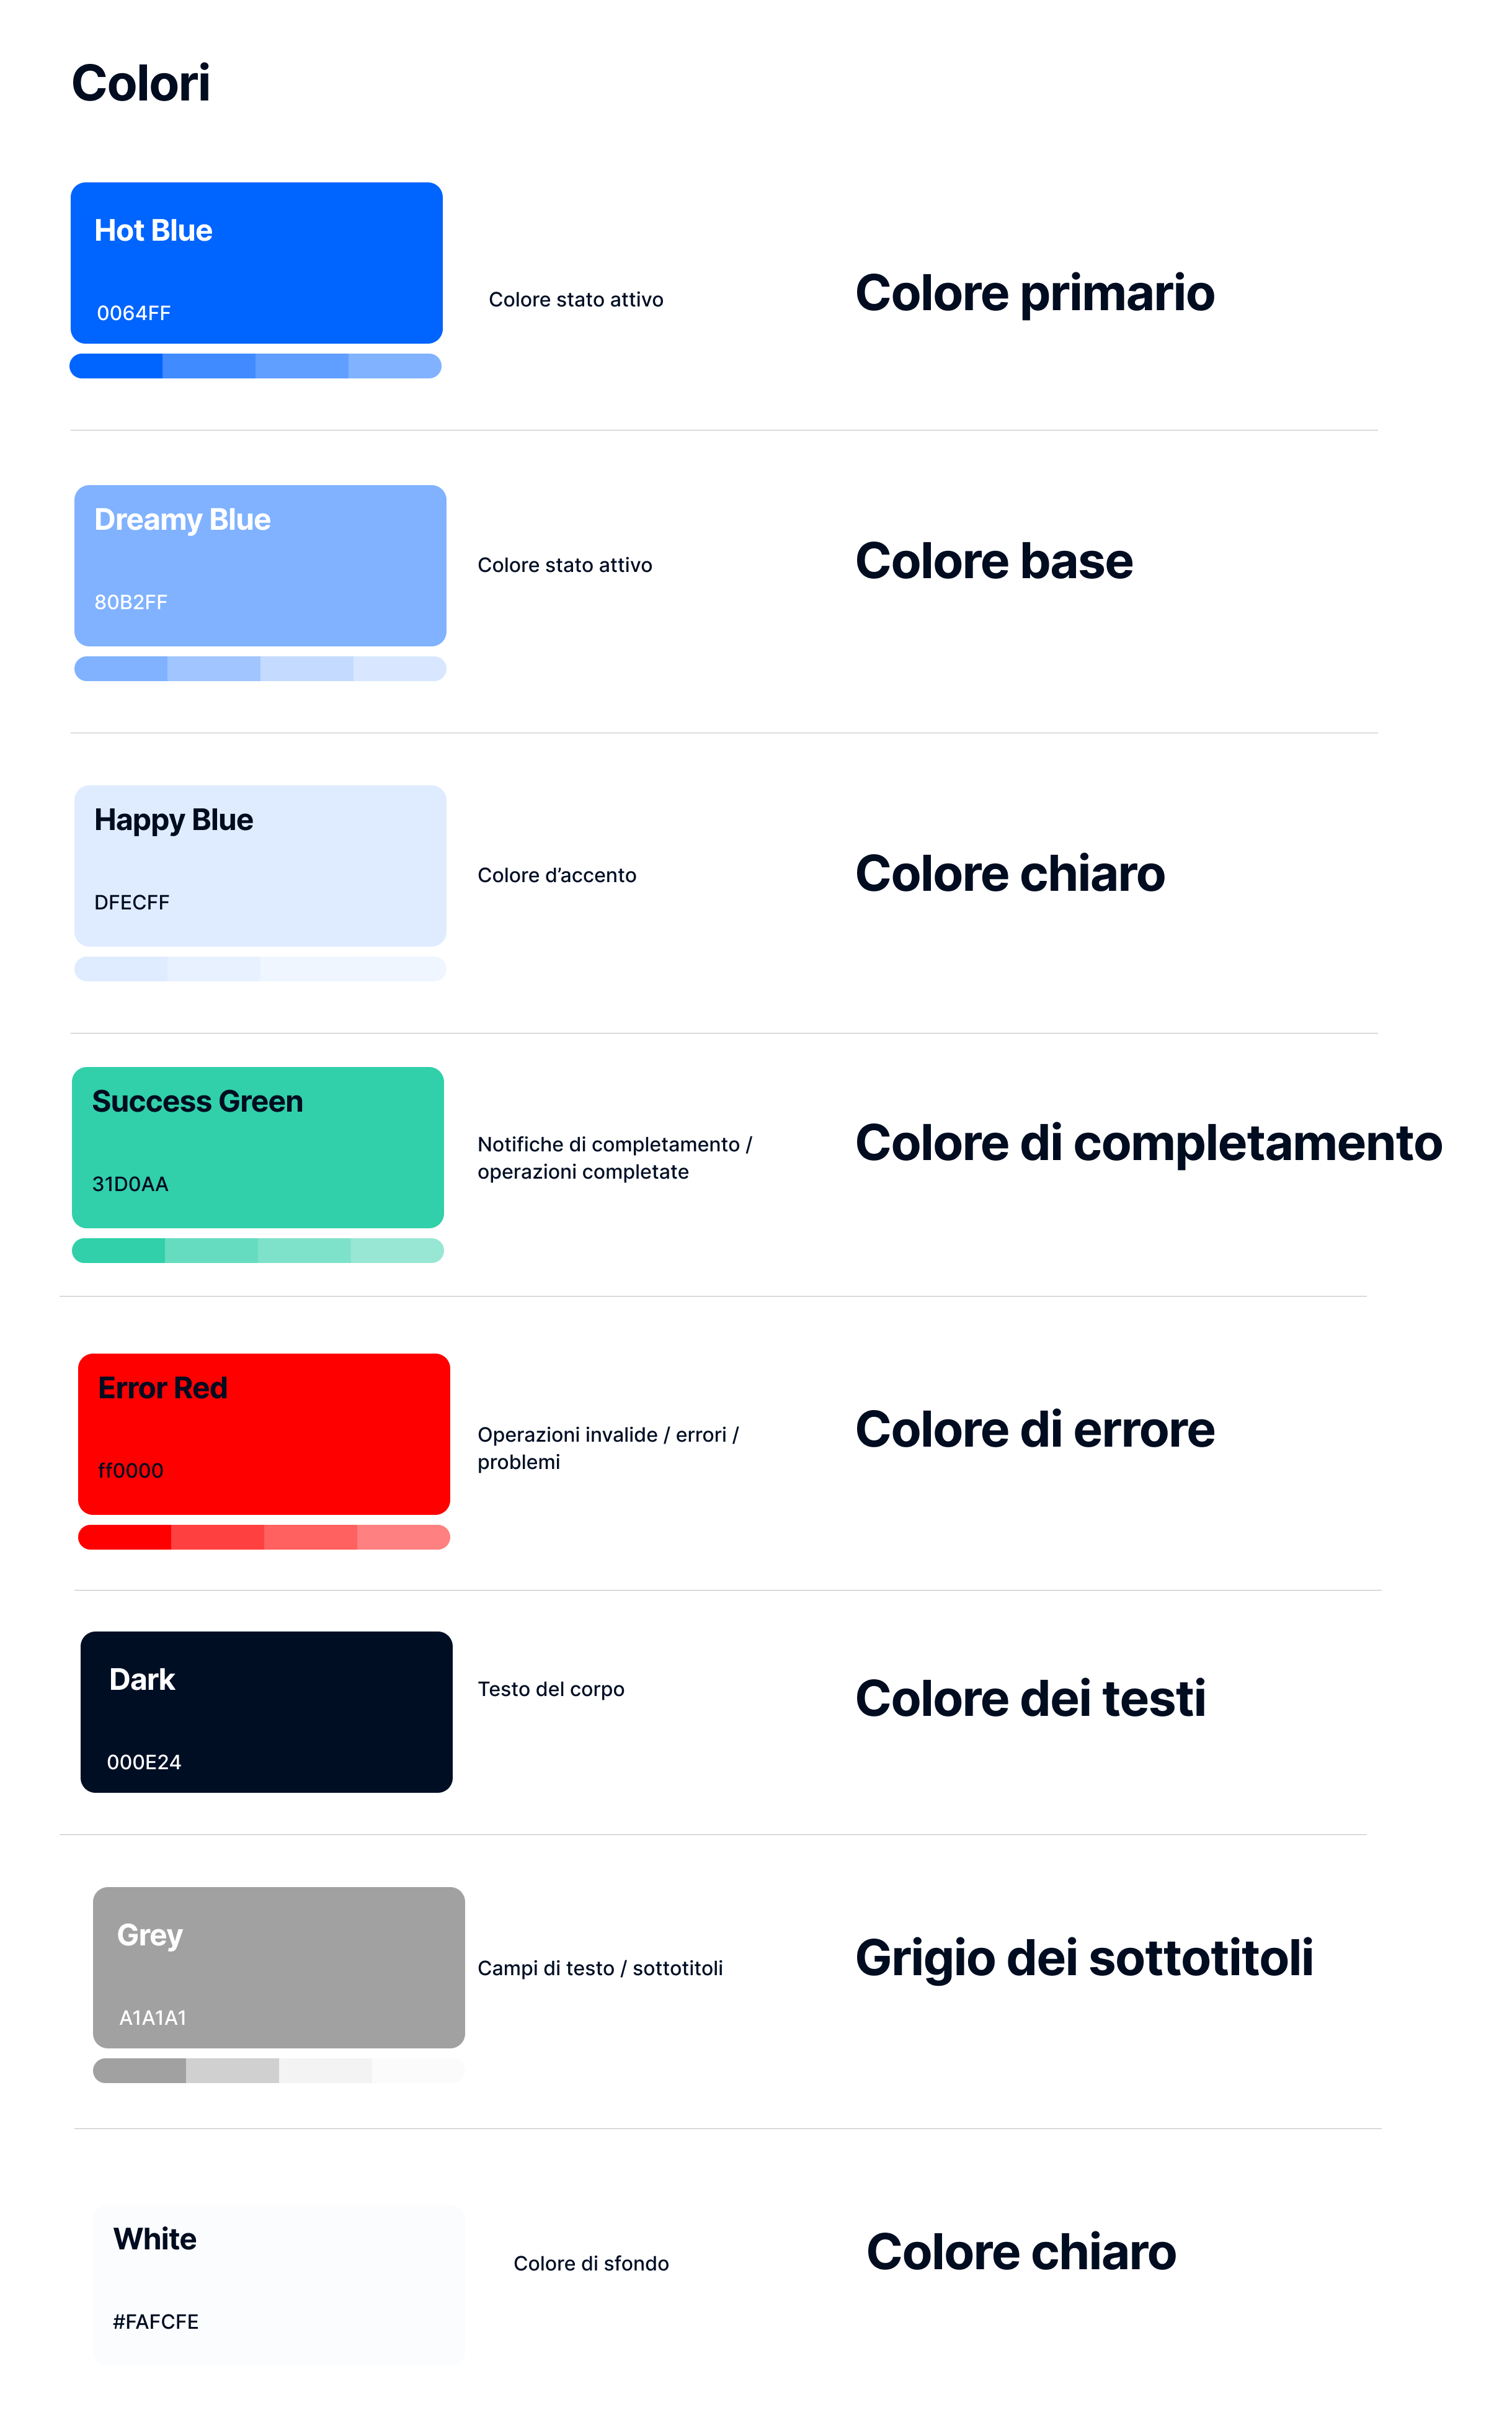 Colori
Hot Blue
0064FF
Colore stato attivo
Colore primario
Dreamy Blue
80B2FF
Colore stato attivo
Colore base
Happy Blue
DFECFF
Colore d’accento
Colore chiaro
Success Green
31D0AA
Notifiche di completamento /
operazioni completate
Colore di completamento
Error Red
ff0000
Operazioni invalide / errori /
problemi
Colore di errore
Dark
000E24
Testo del corpo
Colore dei testi
Grey
A1A1A1
Campi di testo / sottotitoli
Grigio dei sottotitoli
White
#FAFCFE
Colore di sfondo
Colore chiaro